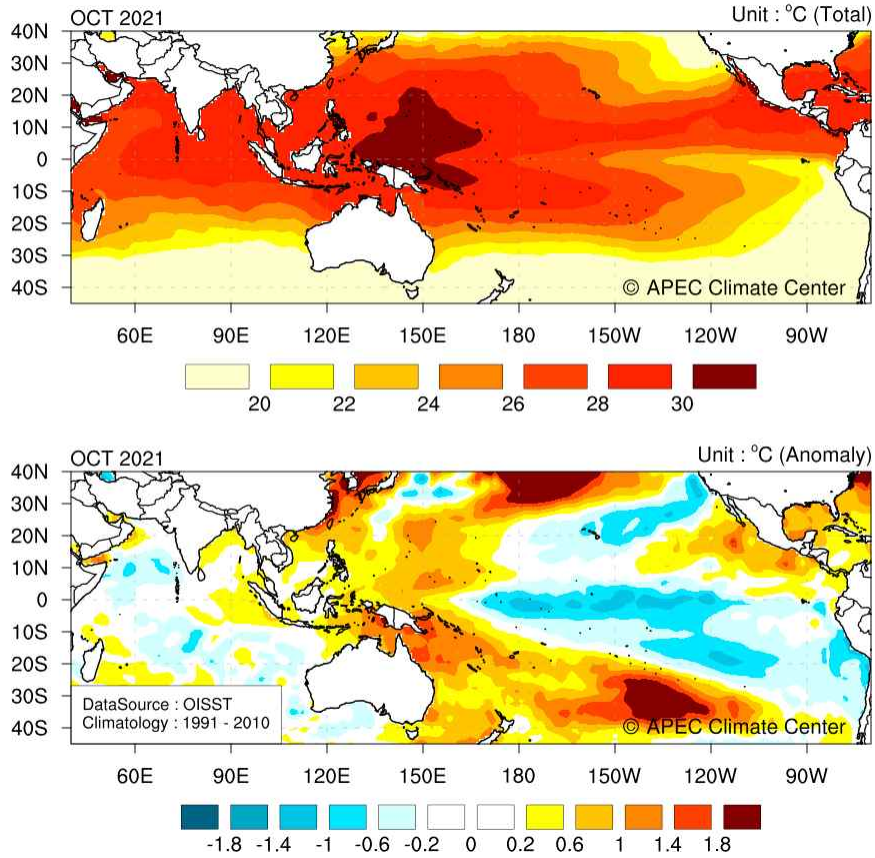 OCT 2021 Unit : °C (Total)
40N
30N
20N
10N
0
10S
20S
30S
40S
© APEC Climate Center
60E 90E 120E 150E 180 150W 120W 90W
20 22 24 26 28 30
OCT 2021 Unit : °C (Anomaly)
40N
30N
20N
10N
0
10S
20S
30S
40S
DataSource : OISST
Climatology : 1991 - 2010
© APEC Climate Center
60E 90E 120E 150E 180 150W 120W 90W
-1.8 -1.4 -1 -0.6 -0.2 0 0.2 0.6 1 1.4 1.8